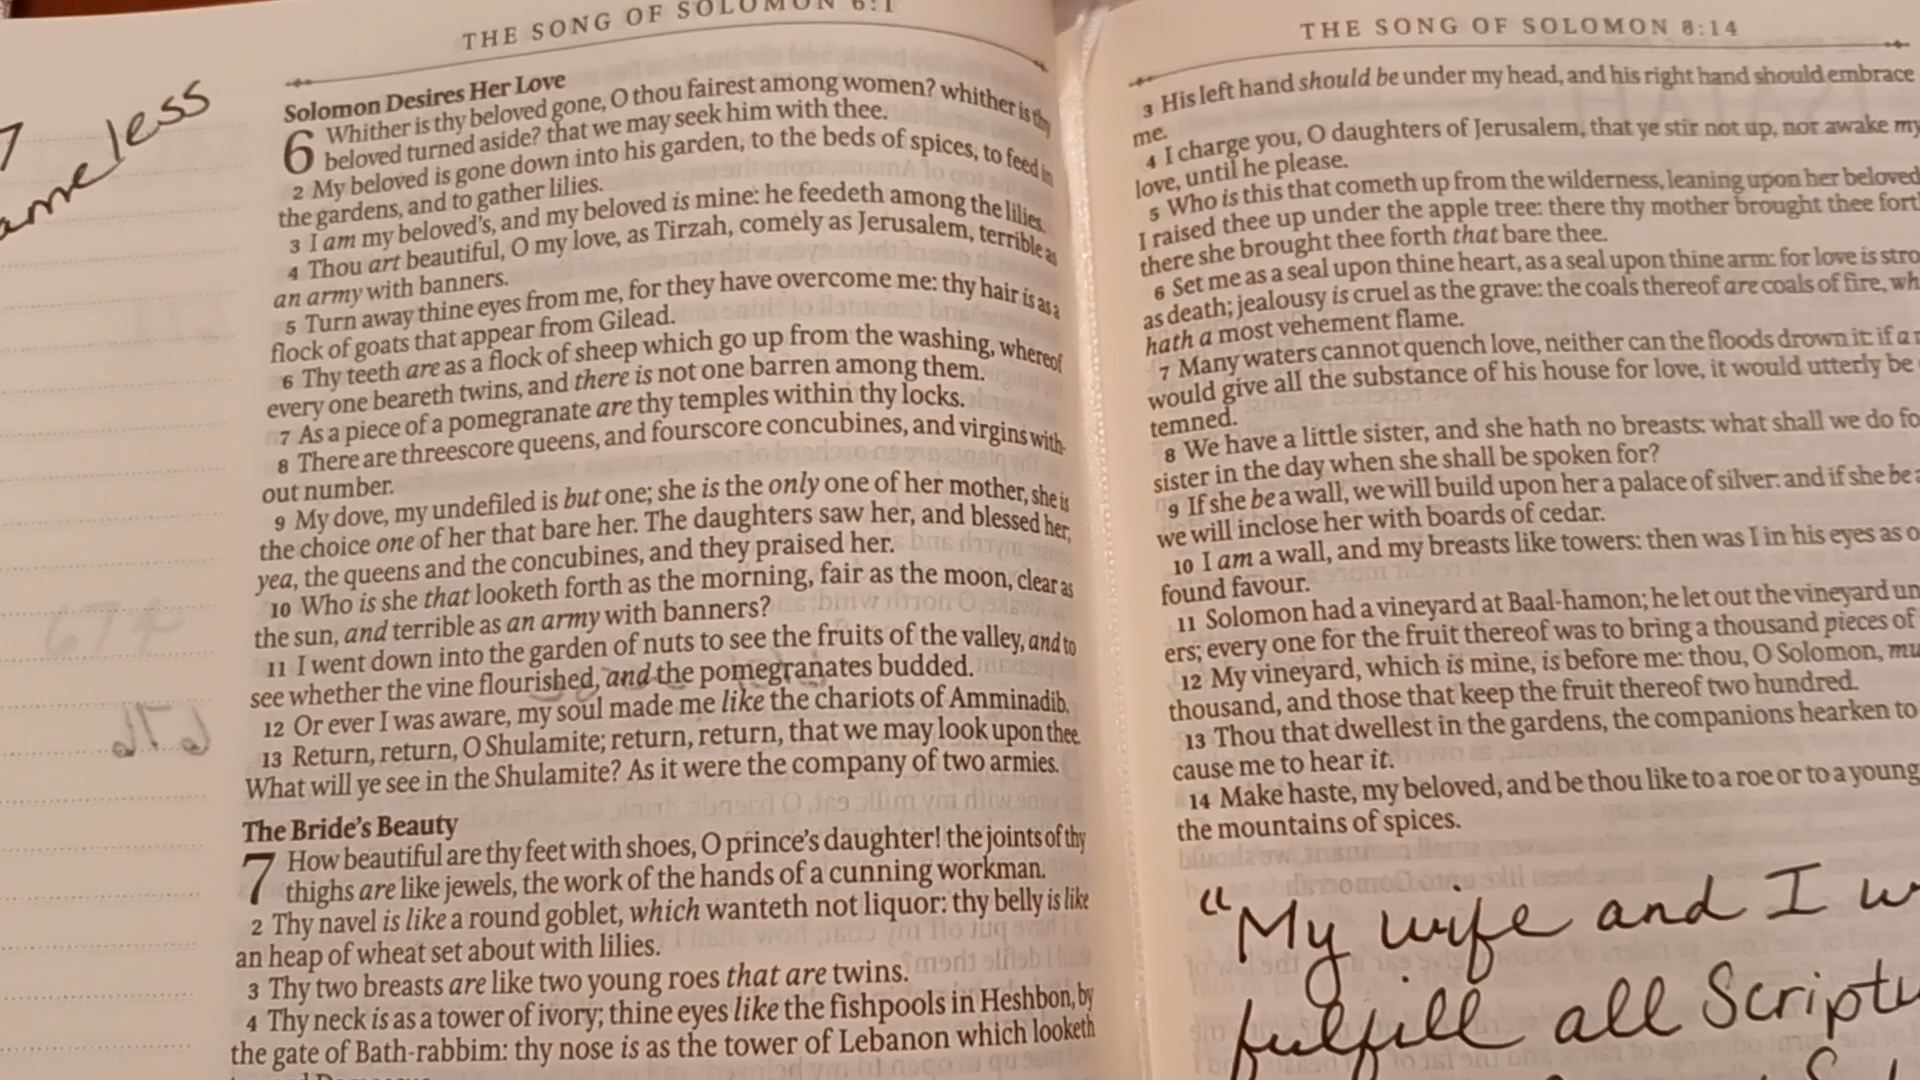 THE SONG OF SOLOMON 6:1
7
less
Solomon Desires Her Love
6 Whither is thy beloved gone, O thou fairest among women? whither is thy
beloved turned aside? that we may seek him with thee.
2 My beloved is gone down into his garden, to the beds of spices, to feed in
the gardens, and to gather lilies.
3 I am my beloved's, and my beloved is mine: he feedeth among the lilies.
4 Thou art beautiful, O my love, as Tirzah, comely as Jerusalem, terrible as
an army with banners.
5 Turn away thine eyes from me, for they have overcome me: thy hair is as a
flock of goats that appear from Gilead.
6 Thy teeth are as a flock of sheep which go up from the washing, whereof
every one beareth twins, and there is not one barren among them.
7 As a piece of a pomegranate are thy temples within thy locks.
8 There are threescore queens, and fourscore concubines, and virgins with-
out number.
9 My dove, my undefiled is but one; she is the only one of her mother, she is
the choice one of her that bare her. The daughters saw her, and blessed her,
yea, the queens and the concubines, and they praised her.
10 Who is she that looketh forth as the morning, fair as the moon, clear as
the sun, and terrible as an army with banners?
11 I went down into the garden of nuts to see the fruits of the valley, and to
see whether the vine flourished, and the pomegranates budded.
12 Or ever I was aware, my soul made me like the chariots of Amminadib.
13 Return, return, O Shulamite; return, return, that we may look upon thee.
What will ye see in the Shulamite? As it were the company of two armies.
The Bride's Beauty
7 How beautiful are thy feet with shoes, O prince's daughter! the joints of thy
thighs are like jewels, the work of the hands of a cunning workman.
2 Thy navel is like a round goblet, which wanteth not liquor: thy belly is like
an heap of wheat set about with lilies.
3 Thy two breasts are like two young roes that are twins.
4 Thy neck is as a tower of ivory; thine eyes like the fishpools in Heshbon, by
the gate of Bath-rabbim: thy nose is as the tower of Lebanon which looketh
THE SONG OF SOLOMON 8:14
3 His left hand should be under my head, and his right hand should embrace
me.
4 I charge you, O daughters of Jerusalem, that ye stir not up, nor awake my
love, until he please.
5 Who is this that cometh up from the wilderness, leaning upon her beloved
I raised thee up under the apple tree: there thy mother brought thee fort
there she brought thee forth that bare thee.
6 Set me as a seal upon thine heart, as a seal upon thine arm: for love is stro
as death; jealousy is cruel as the grave: the coals thereof are coals of fire, wh
hath a most vehement flame.
7 Many waters cannot quench love, neither can the floods drown it: if a
would give all the substance of his house for love, it would utterly be
temned.
8 We have a little sister, and she hath no breasts: what shall we do fo
sister in the day when she shall be spoken for?
9 If she be a wall, we will build upon her a palace of silver: and if she be a
we will inclose her with boards of cedar.
10 I am a wall, and my breasts like towers: then was I in his eyes as o
found favour.
11 Solomon had a vineyard at Baal-hamon; he let out the vineyard un
ers; every one for the fruit thereof was to bring a thousand pieces of
12 My vineyard, which is mine, is before me: thou, O Solomon, mu
thousand, and those that keep the fruit thereof two hundred.
13 Thou that dwellest in the gardens, the companions hearken to
cause me to hear it.
14 Make haste, my beloved, and be thou like to a roe or to a young
the mountains of spices.
"My wife and I w
fulfill all Scriptu